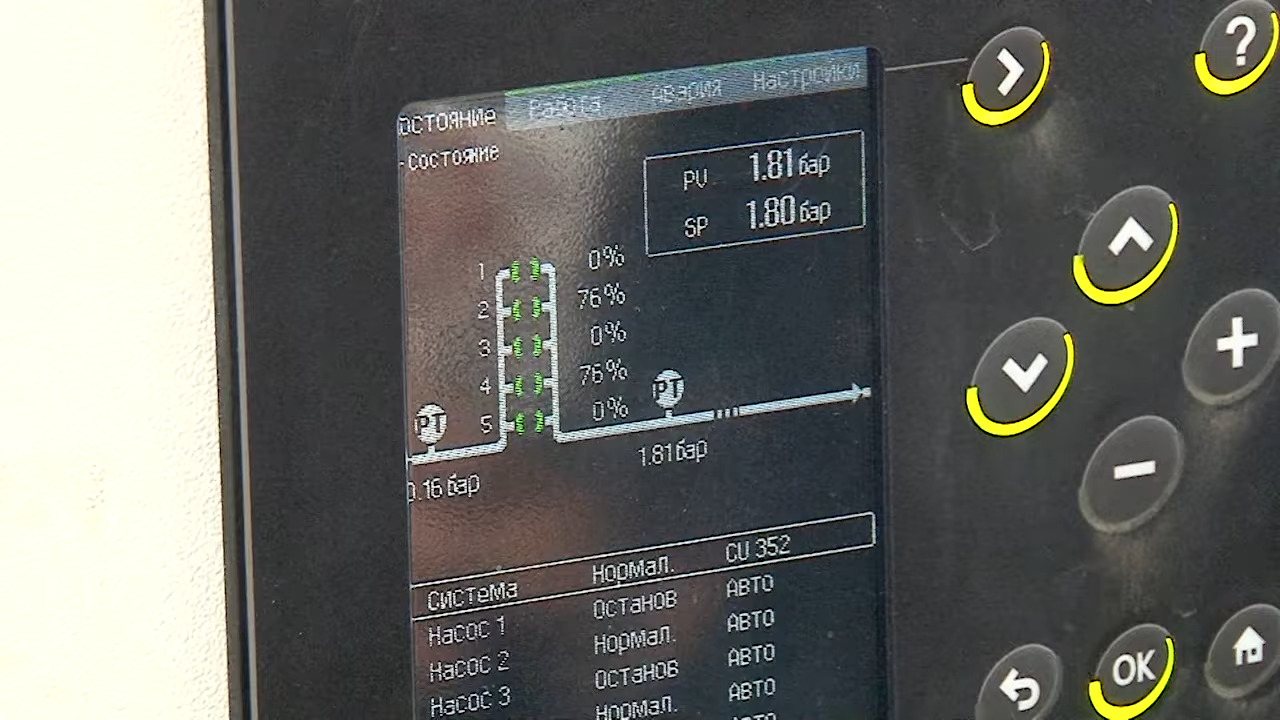 остояние Работа Авария Настройки
-Состояние
PV 1.81 бар
SP 1.80 бар
1 0%
2 76%
3 0%
4 76%
5 0%
PT
PT
1.81 бар
0.16 бар
Система Нормал. CU 352
Насос 1 Останов АВТО
Насос 2 Нормал. АВТО
Насос 3 Останов АВТО
Нормал. АВТО
?
OK